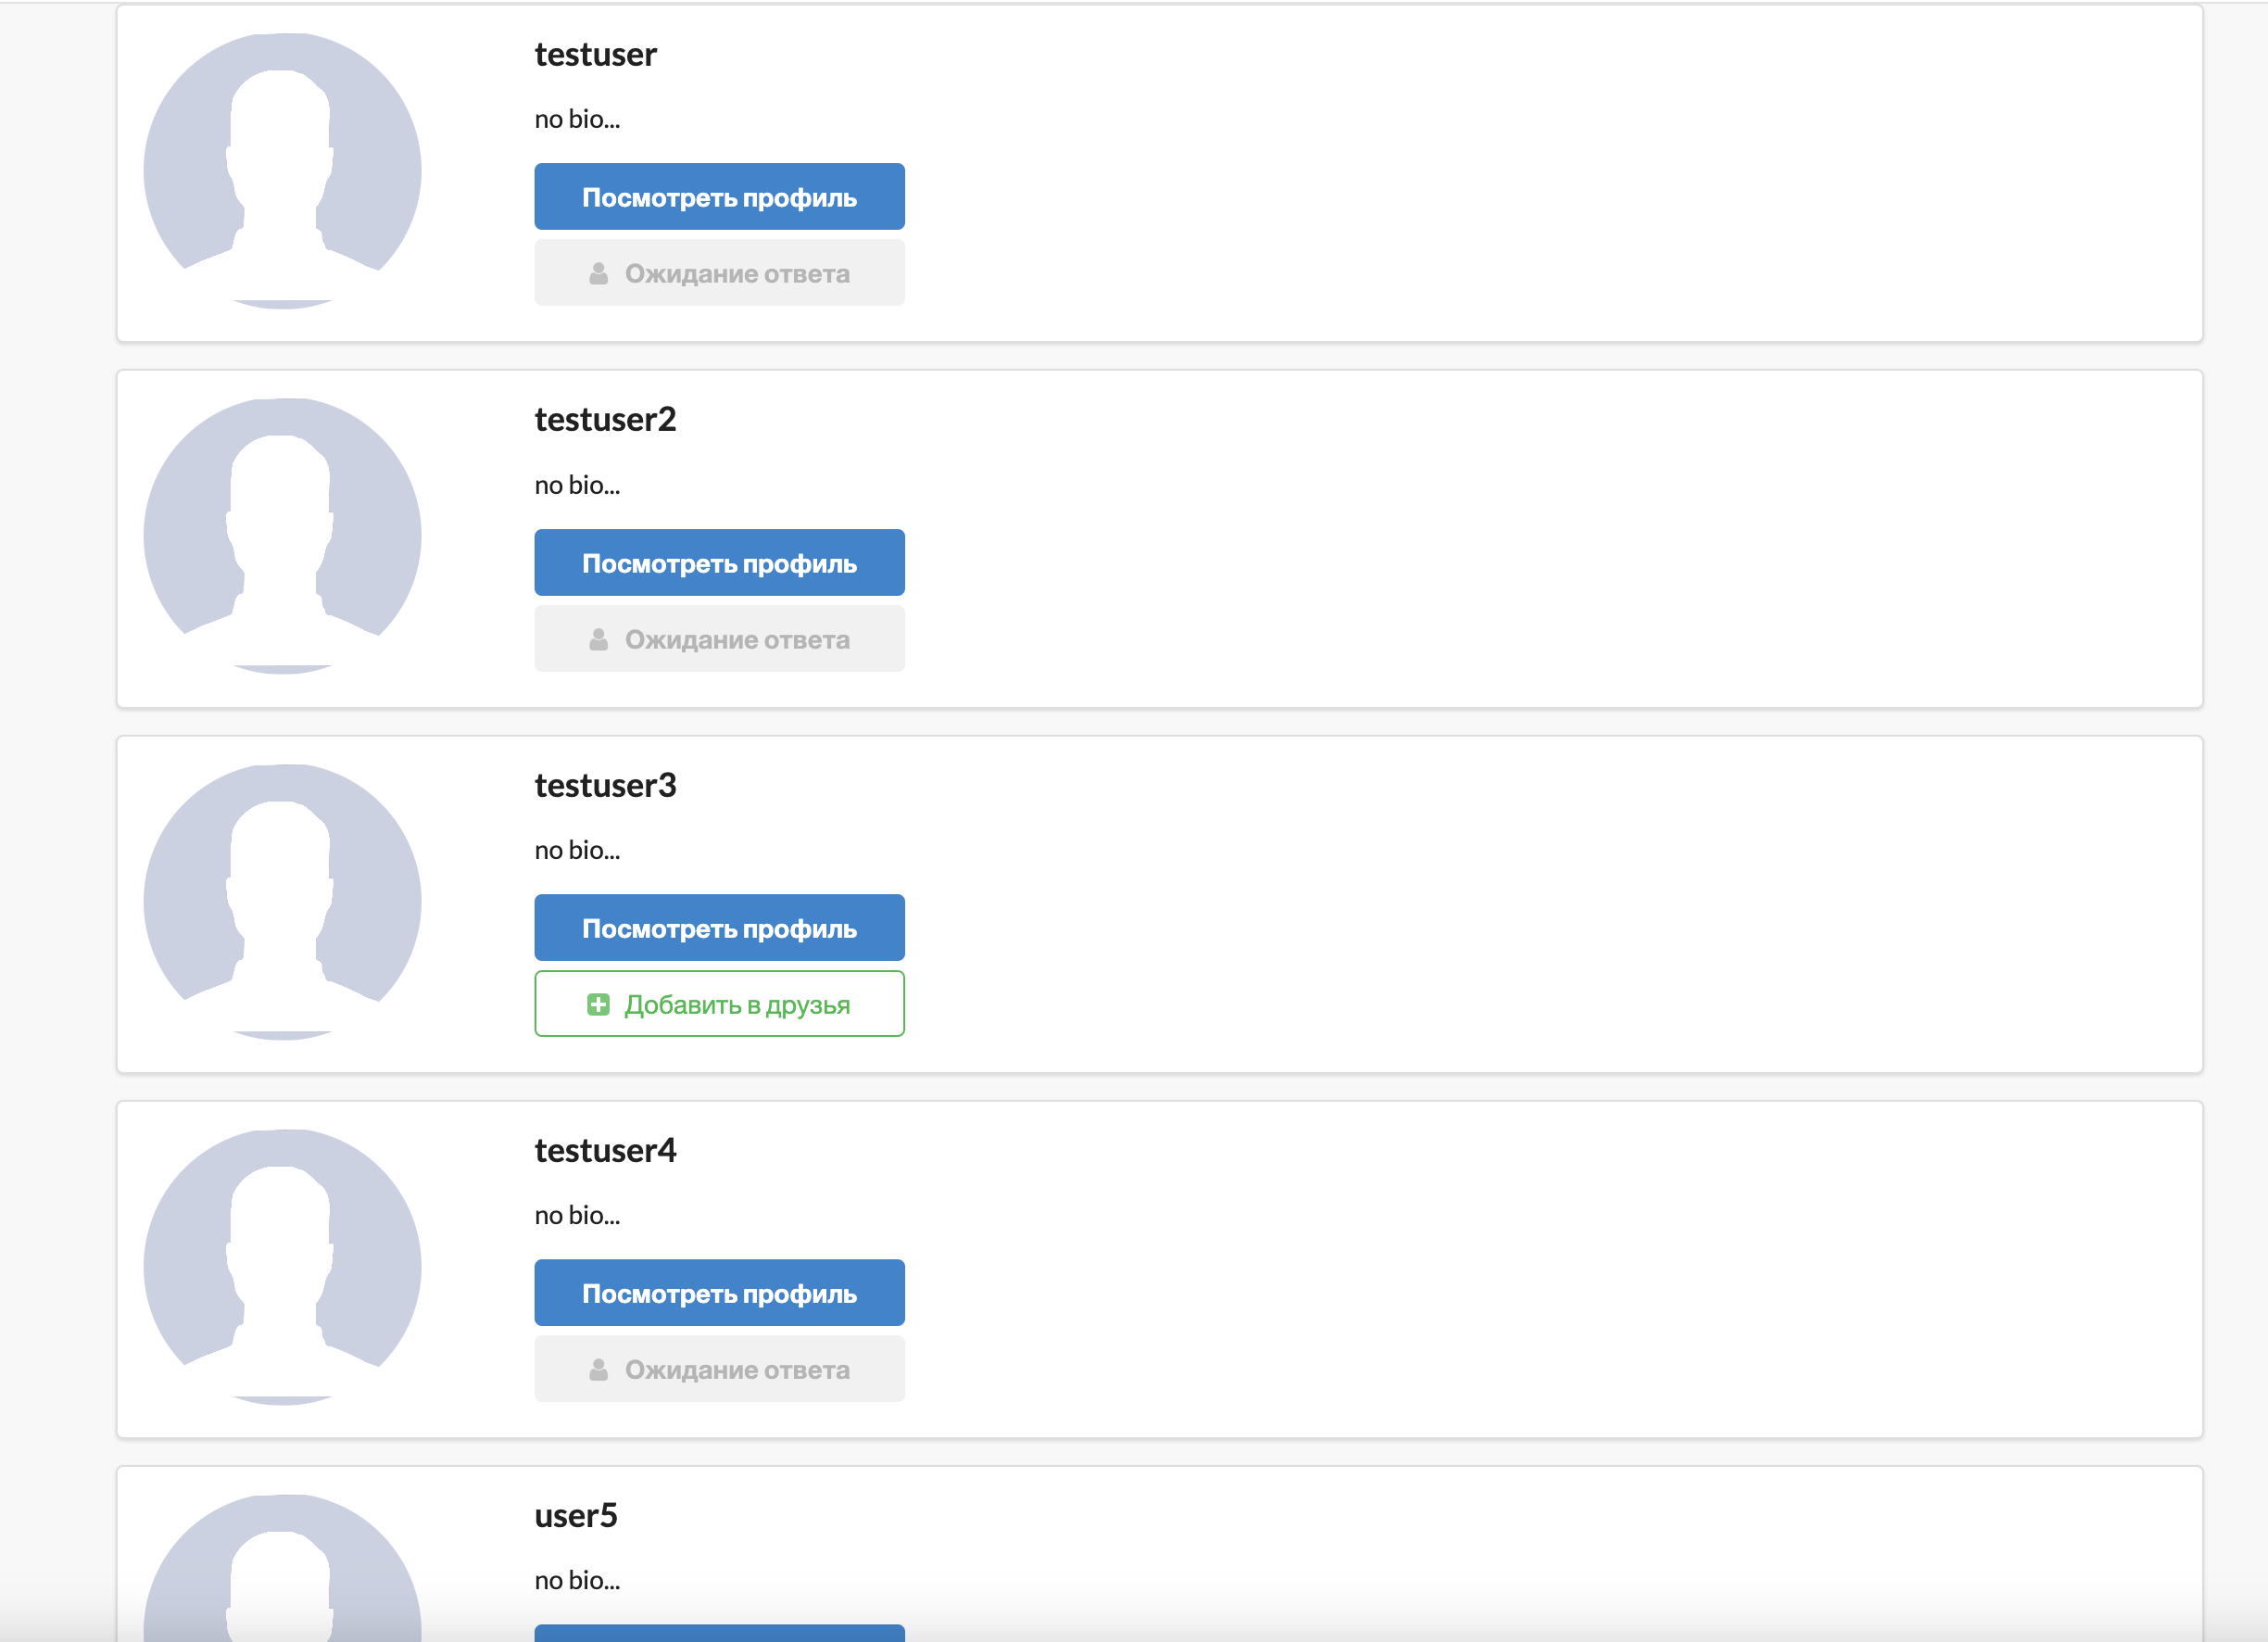 testuser
no bio...
Посмотреть профиль
Ожидание ответа
testuser2
no bio...
Посмотреть профиль
Ожидание ответа
testuser3
no bio...
Посмотреть профиль
Добавить в друзья
testuser4
no bio...
Посмотреть профиль
Ожидание ответа
user5
no bio...